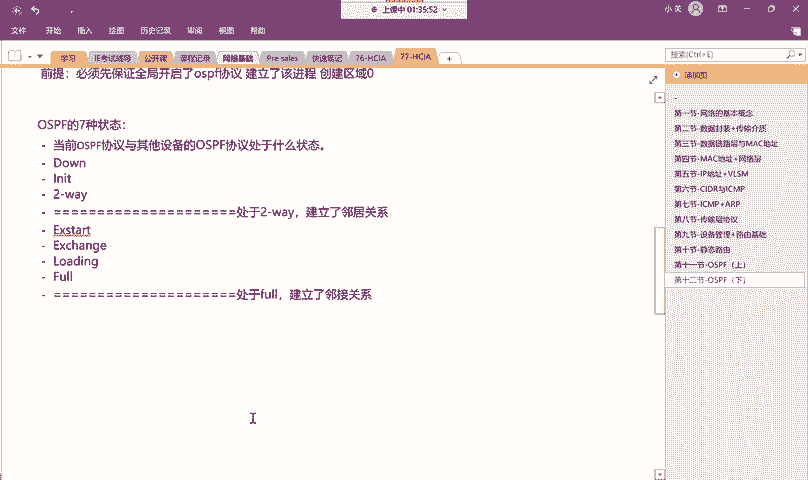 上课中 01:35:52
小英
文件 开始 插入 绘图 历史记录 审阅 视图 帮助
学习 IE考试辅导 公开课 课程记录 网络基础 Pre sales 快速笔记 76-HCIA 77-HCIA +
搜索(Ctrl+E)
前提：必须先保证全局开启了ospf协议 建立了该进程 创建区域0
OSPF的7种状态：
- 当前OSPF协议与其他设备的OSPF协议处于什么状态。
- Down
- Init
- 2-way
- =====================处于2-way，建立了邻居关系
- Exstart
- Exchange
- Loading
- Full
- =====================处于full，建立了邻接关系
添加页
第一节-网络的基本概念
第二节-数据封装+传输介质
第三节-数据链路层与MAC地址
第四节-MAC地址+网络层
第五节-IP地址+VLSM
第六节-CIDR与ICMP
第七节-ICMP+ARP
第八节-传输层协议
第九节-设备管理+路由基础
第十节-静态路由
第十一节-OSPF（上）
第十二节-OSPF（下）